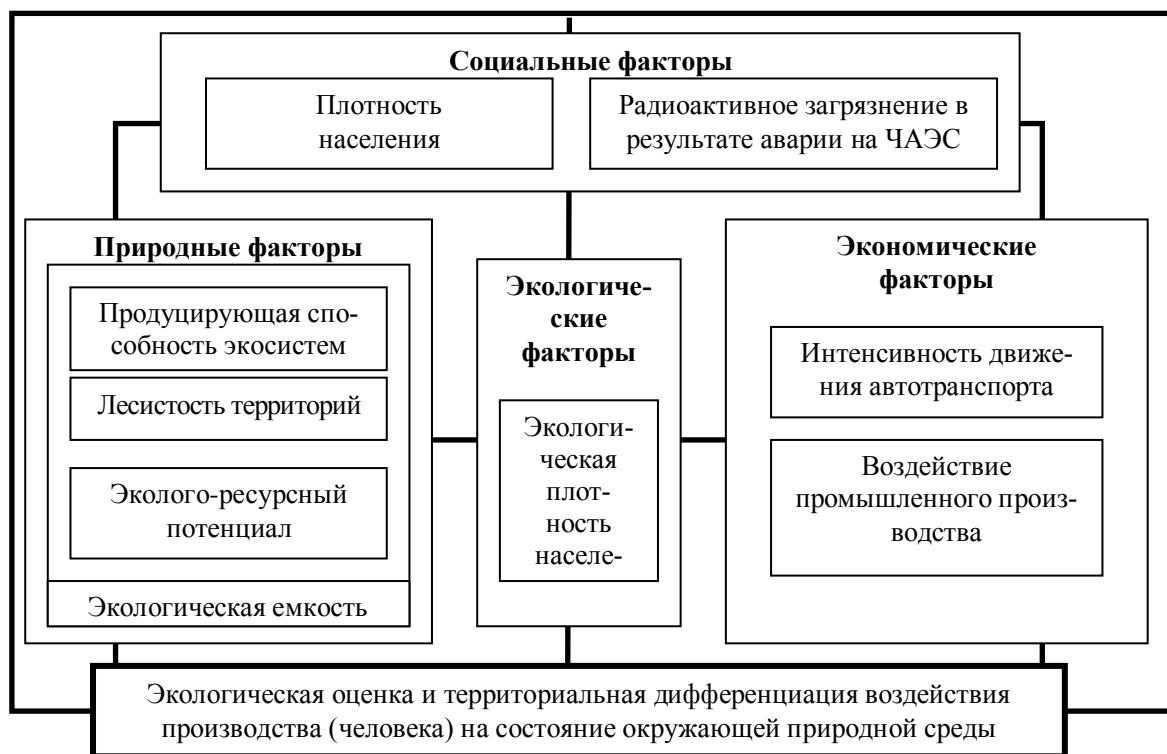 Социальные факторы
Плотность
населения
Радиоактивное загрязнение в
результате аварии на ЧАЭС
Природные факторы
Продуцирующая спо-
собность экосистем
Лесистость территорий
Эколого-ресурсный
потенциал
Экологическая емкость
Экологиче-
ские
факторы
Экологи-
ческая
плот-
ность
населе-
Экономические
факторы
Интенсивность движе-
ния автотранспорта
Воздействие
промышленного произ-
водства
Экологическая оценка и территориальная дифференциация воздействия
производства (человека) на состояние окружающей природной среды